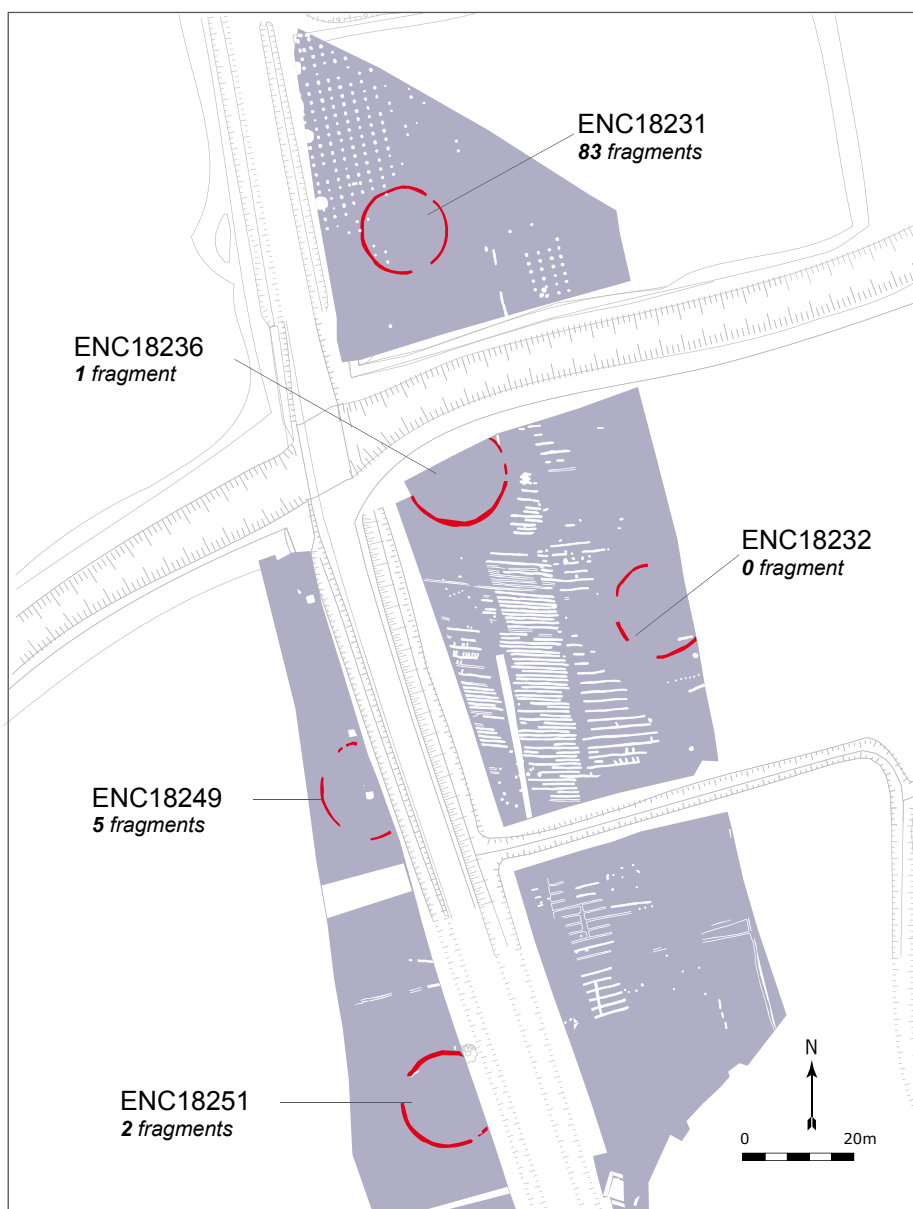 ENC18231
83 fragments
ENC18236
1 fragment
ENC18232
0 fragment
ENC18249
5 fragments
ENC18251
2 fragments
N
0 20m